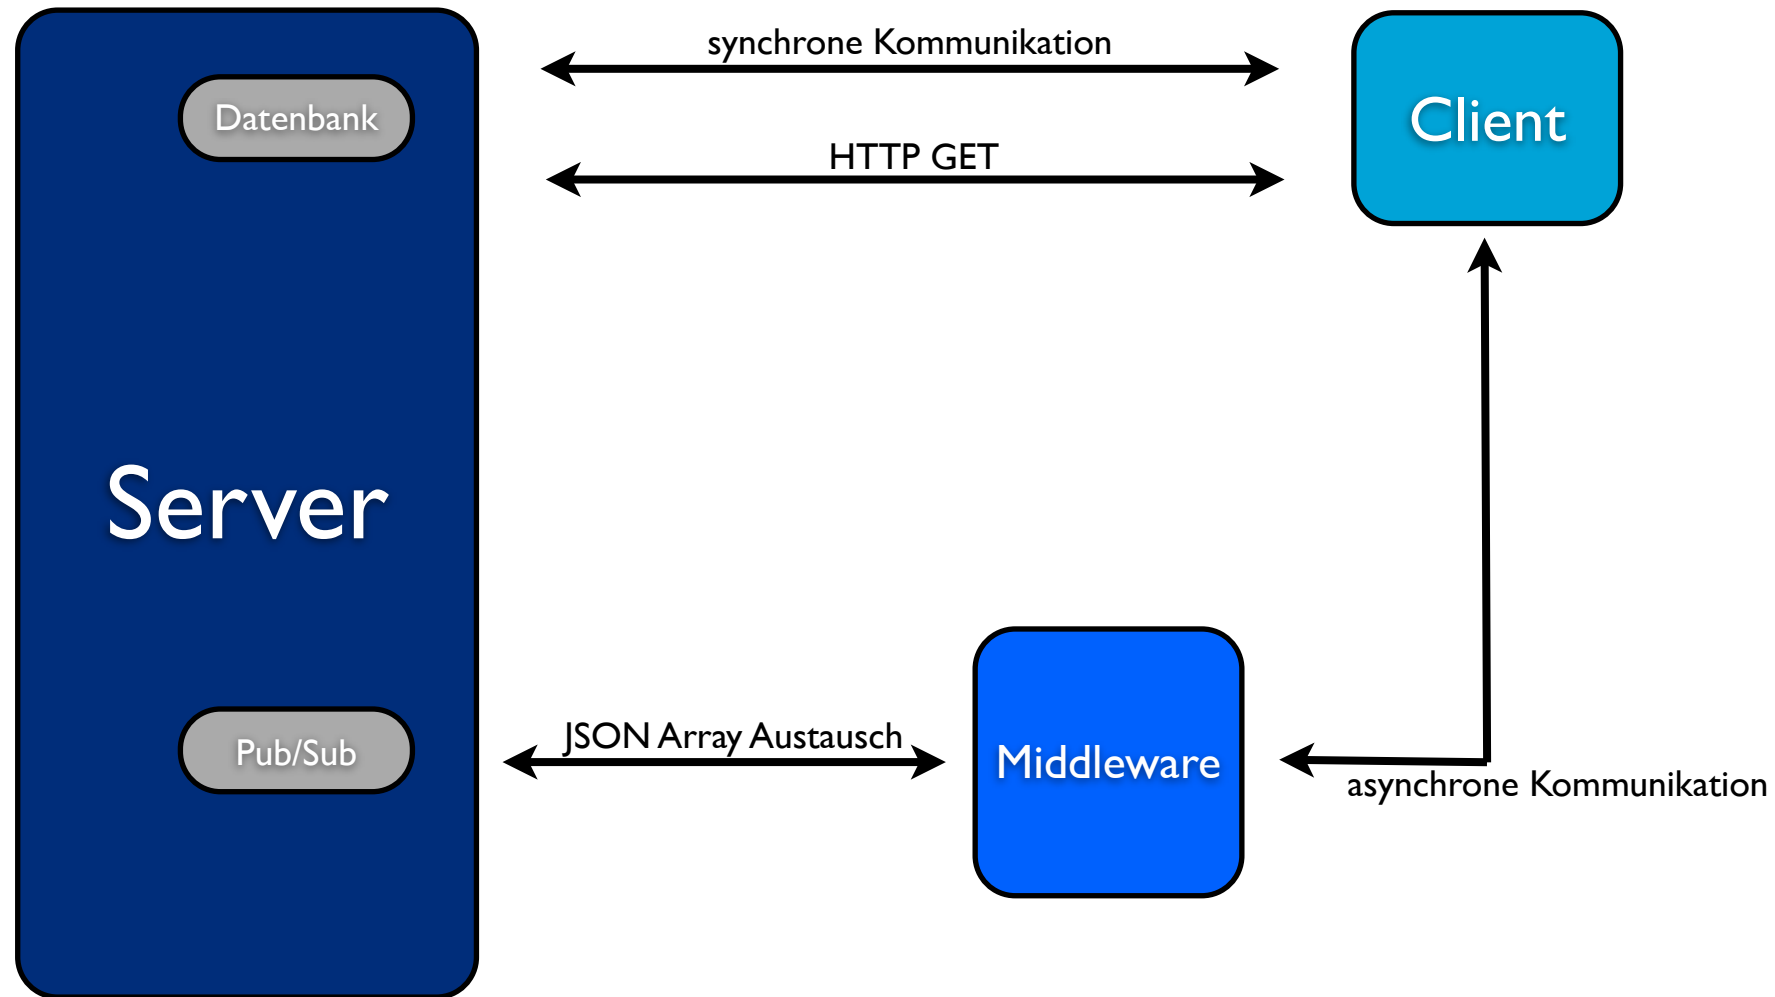 synchrone Kommunikation
Datenbank
Client
HTTP GET
Server
JSON Array Austausch
Pub/Sub
Middleware
asynchrone Kommunikation